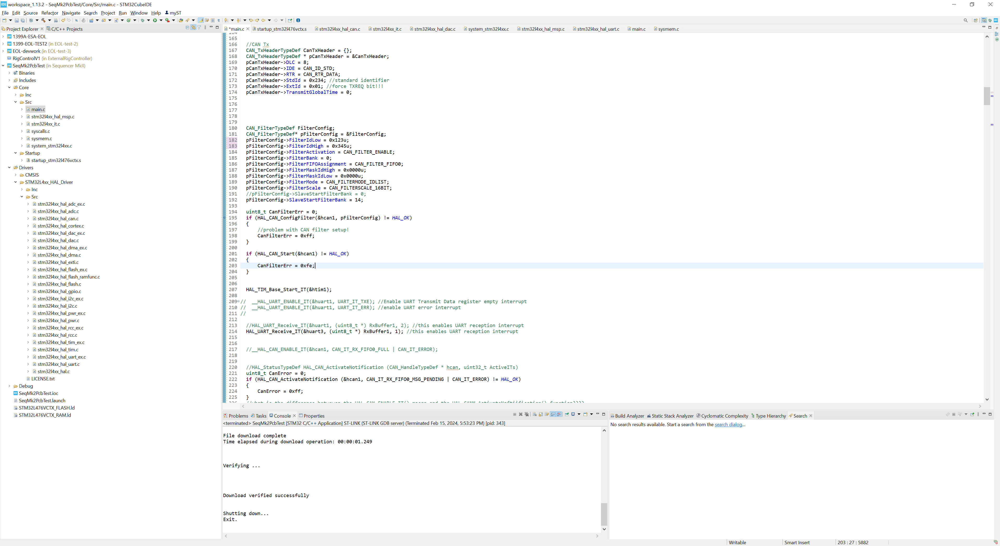 workspace_1.13.2 - SeqMk2PcbTest/Core/Src/main.c - STM32CubeIDE
File Edit Source Refactor Navigate Search Project Run Window Help myST
Project Explorer C/C++ Projects
1399A-ESA-EOL
1399-EOL-TEST2 (in EOL-test-2)
EOL-devwork (in EOL-test-3)
RigControlV1 (in ExternalRigController)
SeqMk2PcbTest (in Sequencer MkII)
Binaries
Includes
Core
Inc
Src
main.c
stm32l4xx_hal_msp.c
stm32l4xx_it.c
syscalls.c
sysmem.c
system_stm32l4xx.c
Startup
startup_stm32l476vctx.s
Drivers
CMSIS
STM32L4xx_HAL_Driver
Inc
Src
stm32l4xx_hal_adc_ex.c
stm32l4xx_hal_adc.c
stm32l4xx_hal_can.c
stm32l4xx_hal_cortex.c
stm32l4xx_hal_dac_ex.c
stm32l4xx_hal_dac.c
stm32l4xx_hal_dma_ex.c
stm32l4xx_hal_dma.c
stm32l4xx_hal_exti.c
stm32l4xx_hal_flash_ex.c
stm32l4xx_hal_flash_ramfunc.c
stm32l4xx_hal_flash.c
stm32l4xx_hal_gpio.c
stm32l4xx_hal_i2c_ex.c
stm32l4xx_hal_i2c.c
stm32l4xx_hal_pwr_ex.c
stm32l4xx_hal_pwr.c
stm32l4xx_hal_rcc_ex.c
stm32l4xx_hal_rcc.c
stm32l4xx_hal_tim_ex.c
stm32l4xx_hal_tim.c
stm32l4xx_hal_uart_ex.c
stm32l4xx_hal_uart.c
stm32l4xx_hal.c
LICENSE.txt
Debug
SeqMk2PcbTest.ioc
SeqMk2PcbTest.launch
STM32L476VCTX_FLASH.ld
STM32L476VCTX_RAM.ld
*main.c startup_stm32l476vctx.s stm32l4xx_hal_can.c stm32l4xx_it.c stm32l4xx_hal_dac.c system_stm32l4xx.c stm32l4xx_hal_msp.c stm32l4xx_hal_uart.c main.c sysmem.c
164
165
166 //CAN Tx
167 CAN_TxHeaderTypeDef CanTxHeader = {};
168 CAN_TxHeaderTypeDef * pCanTxHeader = &CanTxHeader;
169 pCanTxHeader->DLC = 8;
170 pCanTxHeader->IDE = CAN_ID_STD;
171 pCanTxHeader->RTR = CAN_RTR_DATA;
172 pCanTxHeader->StdId = 0x234; //standard identifier
173 pCanTxHeader->ExtId = 0x01; //force TXREQ bit!!!
174 pCanTxHeader->TransmitGlobalTime = 0;
175
176
177
178
179
180 CAN_FilterTypeDef FilterConfig;
181 CAN_FilterTypeDef* pFilterConfig = &FilterConfig;
182 pFilterConfig->FilterIdLow = 0x123u;
183 pFilterConfig->FilterIdHigh = 0x345u;
184 pFilterConfig->FilterActivation = CAN_FILTER_ENABLE;
185 pFilterConfig->FilterBank = 0;
186 pFilterConfig->FilterFIFOAssignment = CAN_FILTER_FIFO0;
187 pFilterConfig->FilterMaskIdHigh = 0x0000u;
188 pFilterConfig->FilterMaskIdLow = 0x0000u;
189 pFilterConfig->FilterMode = CAN_FILTERMODE_IDLIST;
190 pFilterConfig->FilterScale = CAN_FILTERSCALE_16BIT;
191 //pFilterConfig->SlaveStartFilterBank = 0;
192 pFilterConfig->SlaveStartFilterBank = 14;
193
194 uint8_t CanFilterErr = 0;
195 if (HAL_CAN_ConfigFilter(&hcan1, pFilterConfig) != HAL_OK)
196 {
197 //problem with CAN filter setup!
198 CanFilterErr = 0xff;
199 }
200
201 if (HAL_CAN_Start(&hcan1) != HAL_OK)
202 {
203 CanFilterErr = 0xfe;
204 }
205
206
207 HAL_TIM_Base_Start_IT(&htim1);
208
209 // __HAL_UART_ENABLE_IT(&huart1, UART_IT_TXE); //Enable UART Transmit Data register empty interrupt
210 // __HAL_UART_ENABLE_IT(&huart1, UART_IT_ERR); //enable UART error interrupt
211 //
212
213 //HAL_UART_Receive_IT(&huart1, (uint8_t *) RxBuffer1, 2); //this enables UART reception interrupt
214 HAL_UART_Receive_IT(&huart3, (uint8_t *) RxBuffer1, 1); //this enables UART reception interrupt
215
216
217 //__HAL_CAN_ENABLE_IT(&hcan1, CAN_IT_RX_FIFO0_FULL | CAN_IT_ERROR);
218
219
220 //HAL_StatusTypeDef HAL_CAN_ActivateNotification (CAN_HandleTypeDef * hcan, uint32_t ActiveITs)
221 uint8_t CanError = 0;
222 if (HAL_CAN_ActivateNotification (&hcan1, CAN_IT_RX_FIFO0_MSG_PENDING | CAN_IT_ERROR) != HAL_OK)
223 {
224 CanError = 0xff;
225 }
Problems Tasks Console Properties
<terminated> SeqMk2PcbTest [STM32 C/C++ Application] ST-LINK (ST-LINK GDB server) (Terminated Feb 15, 2024, 5:53:23 PM) [pid: 343]
File download complete
Time elapsed during download operation: 00:00:01.249
Verifying ...
Download verified successfully
Shutting down...
Exit.
Build Analyzer Static Stack Analyzer Cyclomatic Complexity Type Hierarchy Search
No search results available. Start a search from the search dialog...
Writable Smart Insert 203 : 27 : 5882